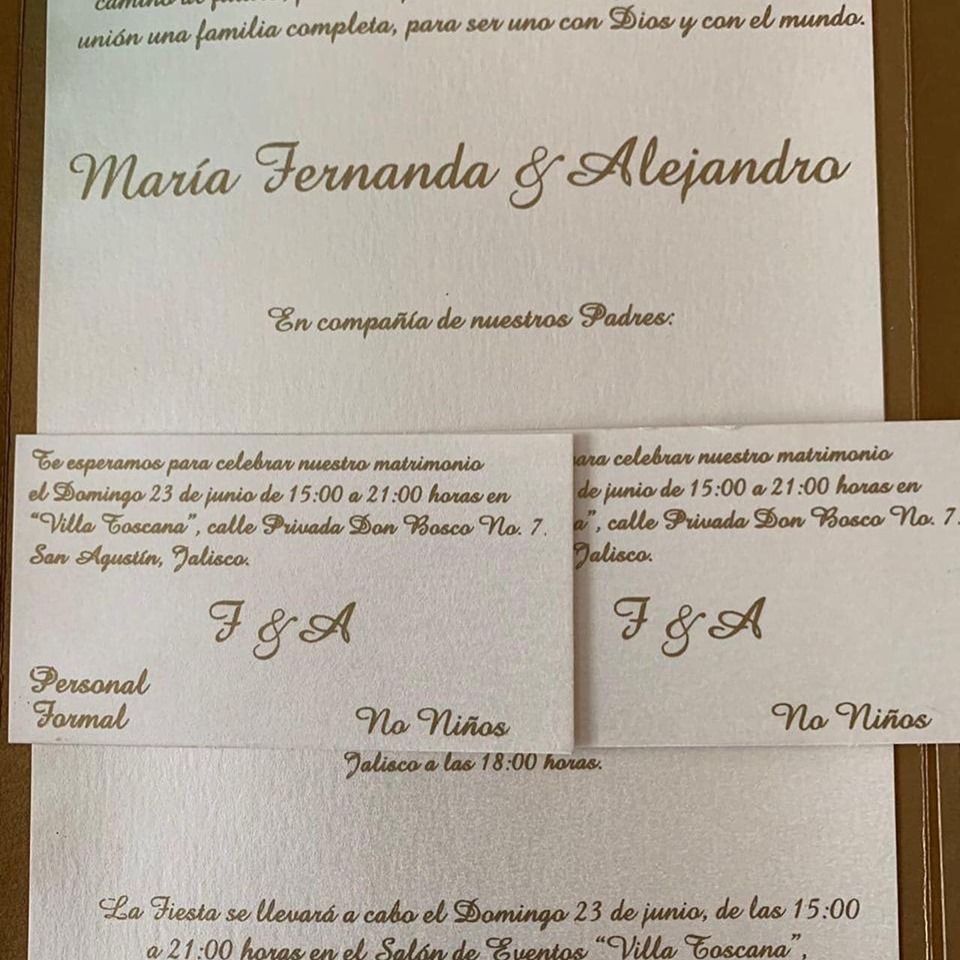 camino de
unión una familia completa, para ser uno con Dios y con el mundo.
María Fernanda & Alejandro
En compañía de nuestros Padres:
Te esperamos para celebrar nuestro matrimonio
el Domingo 23 de junio de 15:00 a 21:00 horas en
"Villa Toscana", calle Privada Don Bosco No. 7,
San Agustín, Jalisco.
F & A
Personal
Formal
No Niños
para celebrar nuestro matrimonio
de junio de 15:00 a 21:00 horas en
a", calle Privada Don Bosco No. 7,
Jalisco.
F & A
No Niños
Jalisco a las 18:00 horas.
La Fiesta se llevará a cabo el Domingo 23 de junio, de las 15:00
a 21:00 horas en el Salón de Eventos "Villa Toscana",